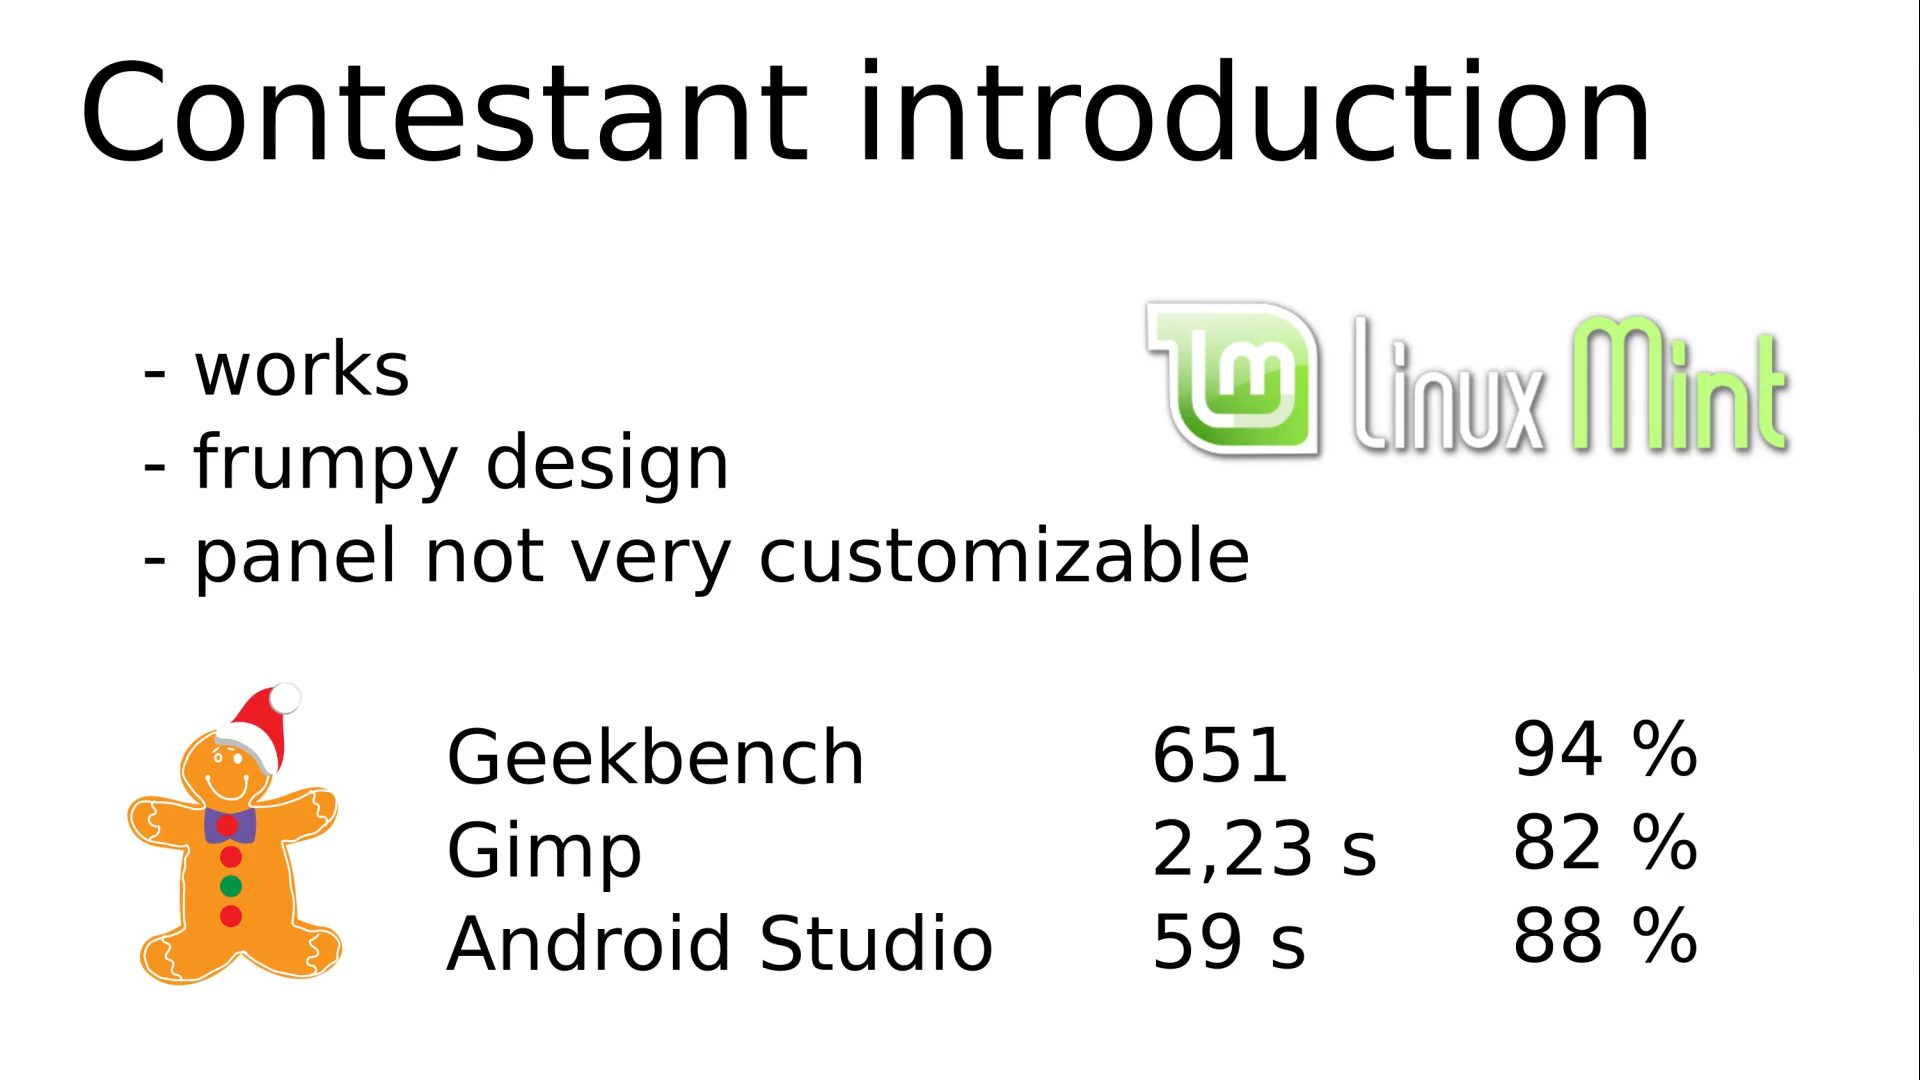 Contestant introduction
lm Linux Mint
- works
- frumpy design
- panel not very customizable
Geekbench 651 94 %
Gimp 2,23 s 82 %
Android Studio 59 s 88 %